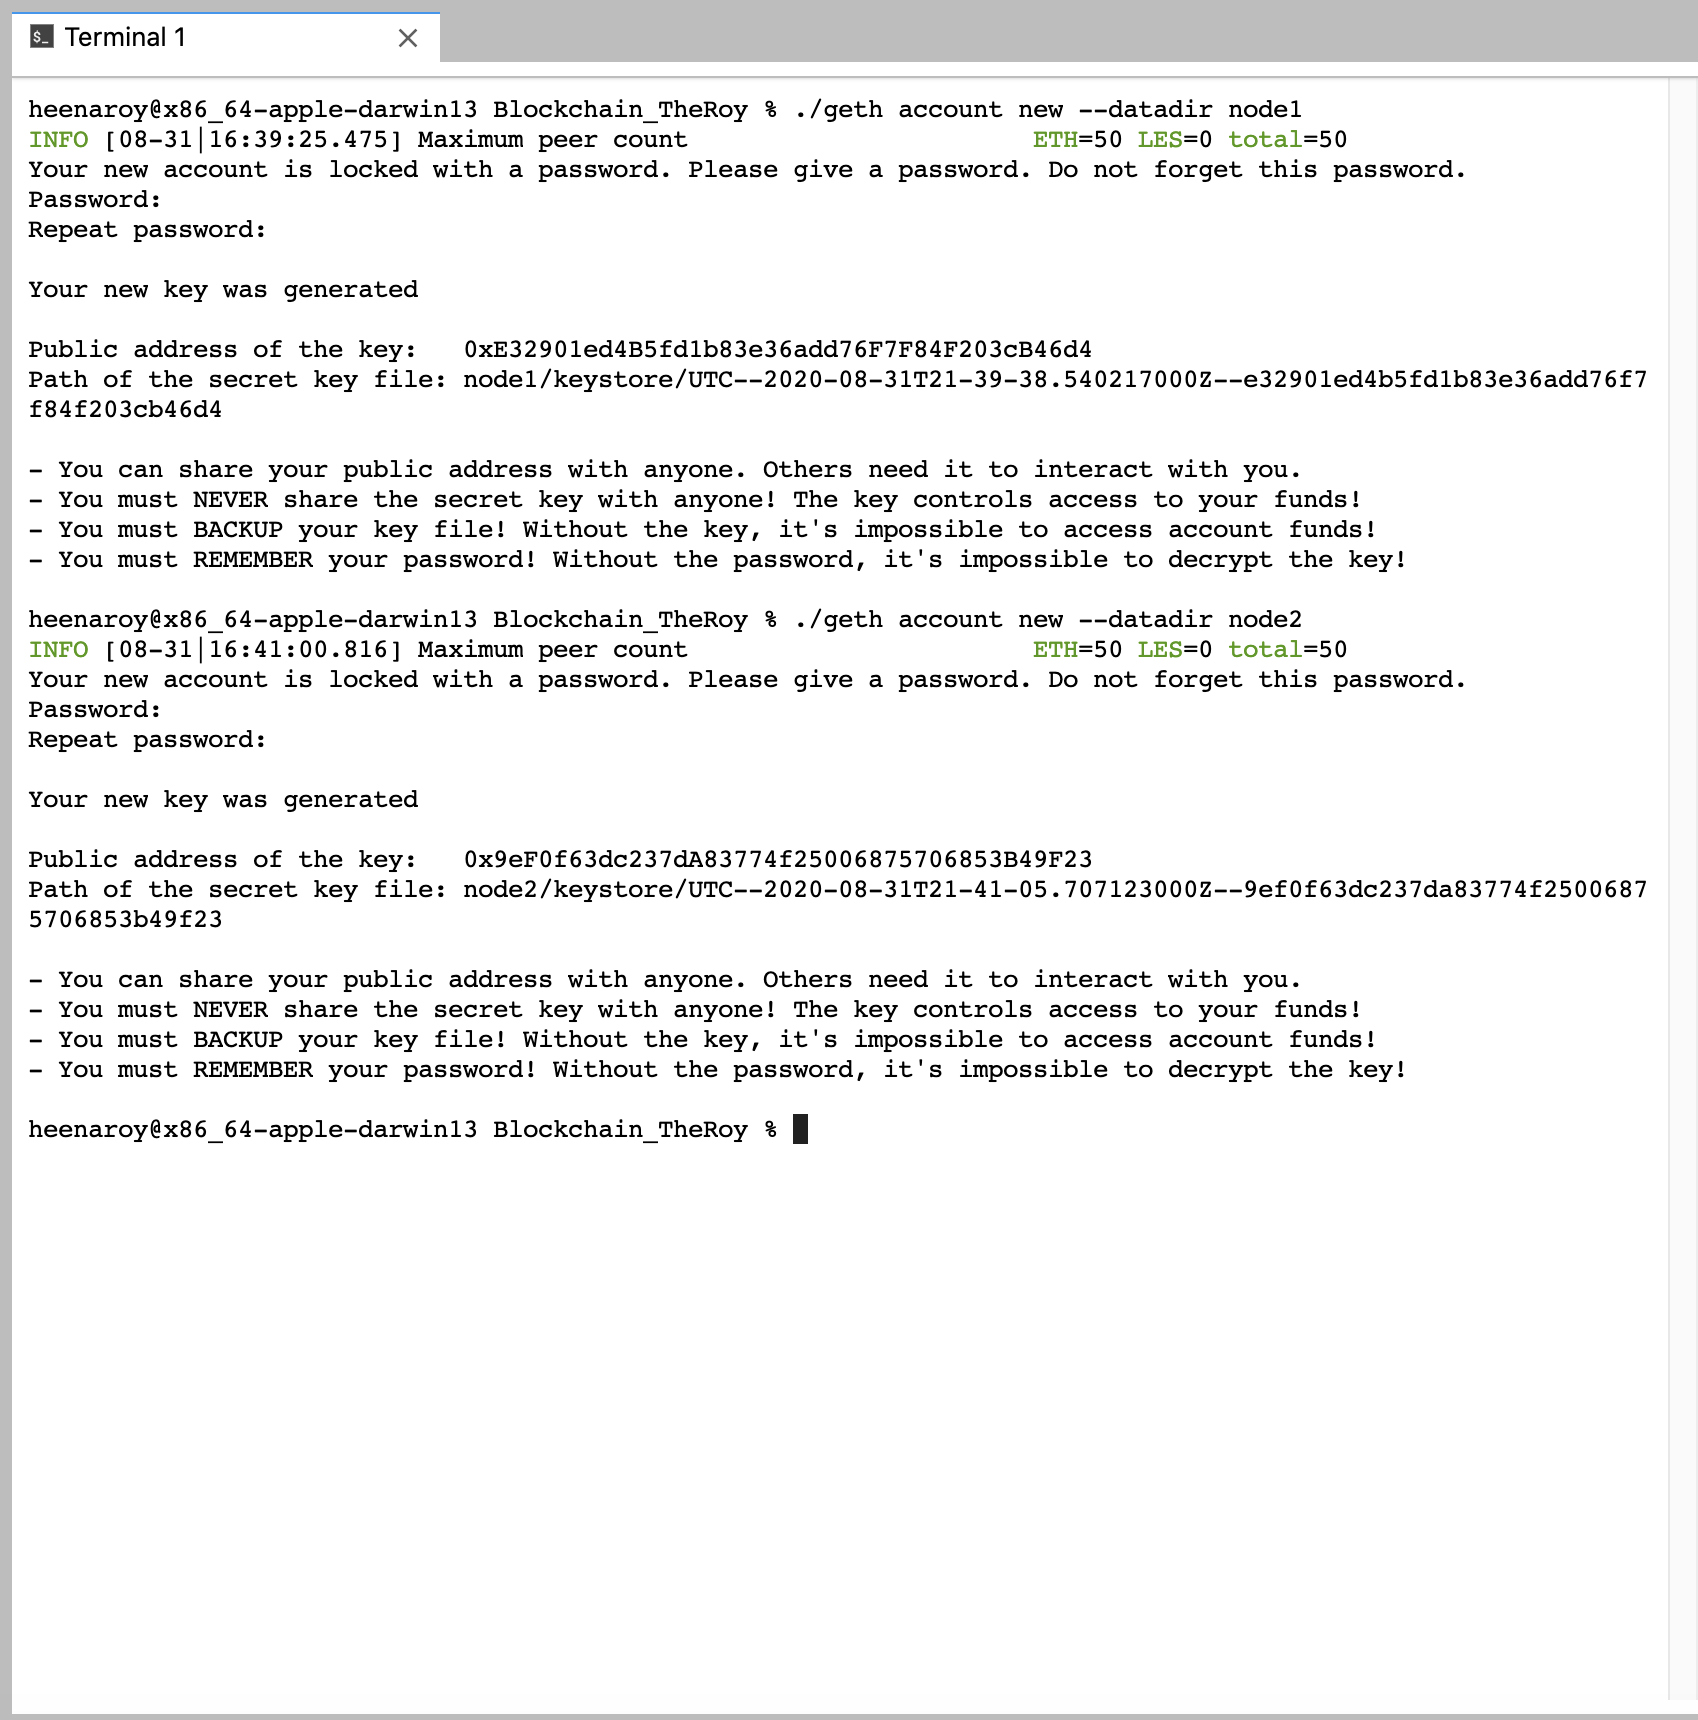 Terminal 1
heenaroy@x86_64-apple-darwin13 Blockchain_TheRoy % ./geth account new --datadir node1
INFO [08-31|16:39:25.475] Maximum peer count                       ETH=50 LES=0 total=50
Your new account is locked with a password. Please give a password. Do not forget this password.
Password:
Repeat password:
Your new key was generated
Public address of the key:   0xE32901ed4B5fd1b83e36add76F7F84F203cB46d4
Path of the secret key file: node1/keystore/UTC--2020-08-31T21-39-38.540217000Z--e32901ed4b5fd1b83e36add76f7
f84f203cb46d4
- You can share your public address with anyone. Others need it to interact with you.
- You must NEVER share the secret key with anyone! The key controls access to your funds!
- You must BACKUP your key file! Without the key, it's impossible to access account funds!
- You must REMEMBER your password! Without the password, it's impossible to decrypt the key!
heenaroy@x86_64-apple-darwin13 Blockchain_TheRoy % ./geth account new --datadir node2
INFO [08-31|16:41:00.816] Maximum peer count                       ETH=50 LES=0 total=50
Your new account is locked with a password. Please give a password. Do not forget this password.
Password:
Repeat password:
Your new key was generated
Public address of the key:   0x9eF0f63dc237dA83774f25006875706853B49F23
Path of the secret key file: node2/keystore/UTC--2020-08-31T21-41-05.707123000Z--9ef0f63dc237da83774f2500687
5706853b49f23
- You can share your public address with anyone. Others need it to interact with you.
- You must NEVER share the secret key with anyone! The key controls access to your funds!
- You must BACKUP your key file! Without the key, it's impossible to access account funds!
- You must REMEMBER your password! Without the password, it's impossible to decrypt the key!
heenaroy@x86_64-apple-darwin13 Blockchain_TheRoy %